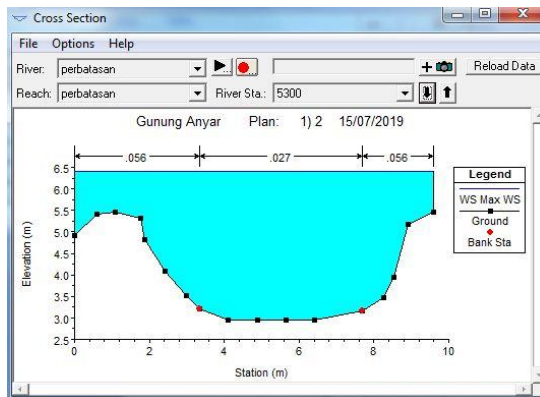 Cross Section
File Options Help
River: perbatasan
Reload Data
Reach: perbatasan River Sta.: 5300
Gunung Anyar Plan: 1) 2 15/07/2019
.056 .027 .056
6.5
6.0
5.5
5.0
4.5
4.0
3.5
3.0
2.5
Elevation (m)
0 2 4 6 8 10
Station (m)
Legend
WS Max WS
Ground
Bank Sta